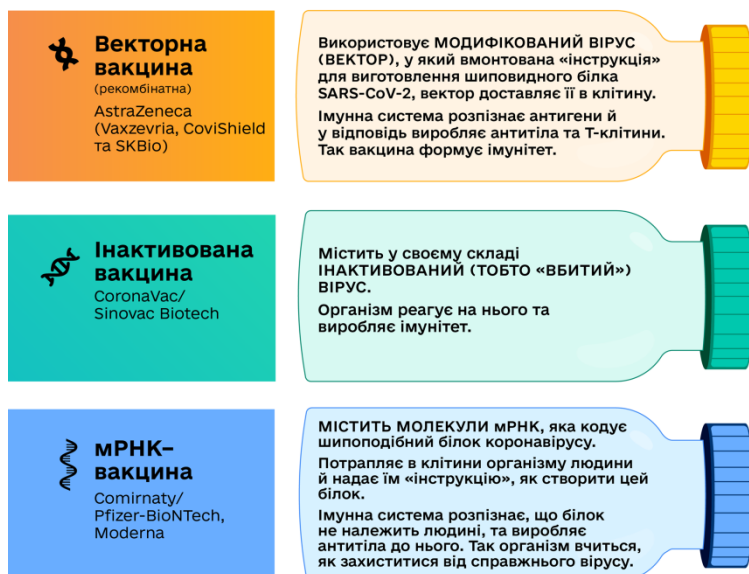 Векторна
вакцина
(рекомбінатна)
AstraZeneca
(Vaxzevria, CoviShield
та SKBio)
Використовує МОДИФІКОВАНИЙ ВІРУС
(ВЕКТОР), у який вмонтована «інструкція»
для виготовлення шиповидного білка
SARS-CoV-2, вектор доставляє її в клітину.
Імунна система розпізнає антигени й
у відповідь виробляє антитіла та Т-клітини.
Так вакцина формує імунітет.
Інактивована
вакцина
CoronaVac/
Sinovac Biotech
Містить у своєму складі
ІНАКТИВОВАНИЙ (ТОБТО «ВБИТИЙ»)
ВІРУС.
Організм реагує на нього та
виробляє імунітет.
мРНК–
вакцина
Comirnaty/
Pfizer-BioNTech,
Moderna
МІСТИТЬ МОЛЕКУЛИ мРНК, яка кодує
шипоподібний білок коронавірусу.
Потрапляє в клітини організму людини
й надає їм «інструкцію», як створити цей
білок.
Імунна система розпізнає, що білок
не належить людині, та виробляє
антитіла до нього. Так організм вчиться,
як захиститися від справжнього вірусу.